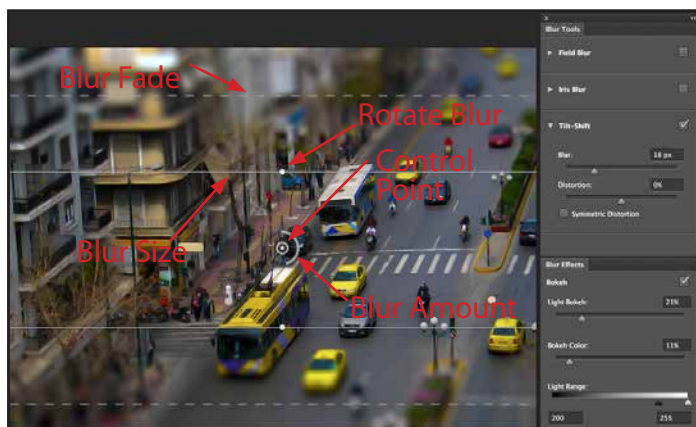 Blur Fade
Rotate Blur
Control
Point
Blur Size
Blur Amount
Blur Tools
Field Blur
Iris Blur
Tilt-Shift
Blur: 18 px
Distortion: 0%
Symmetric Distortion
Blur Effects
Bokeh
Light Bokeh: 21%
Bokeh Color: 11%
Light Range:
200 255